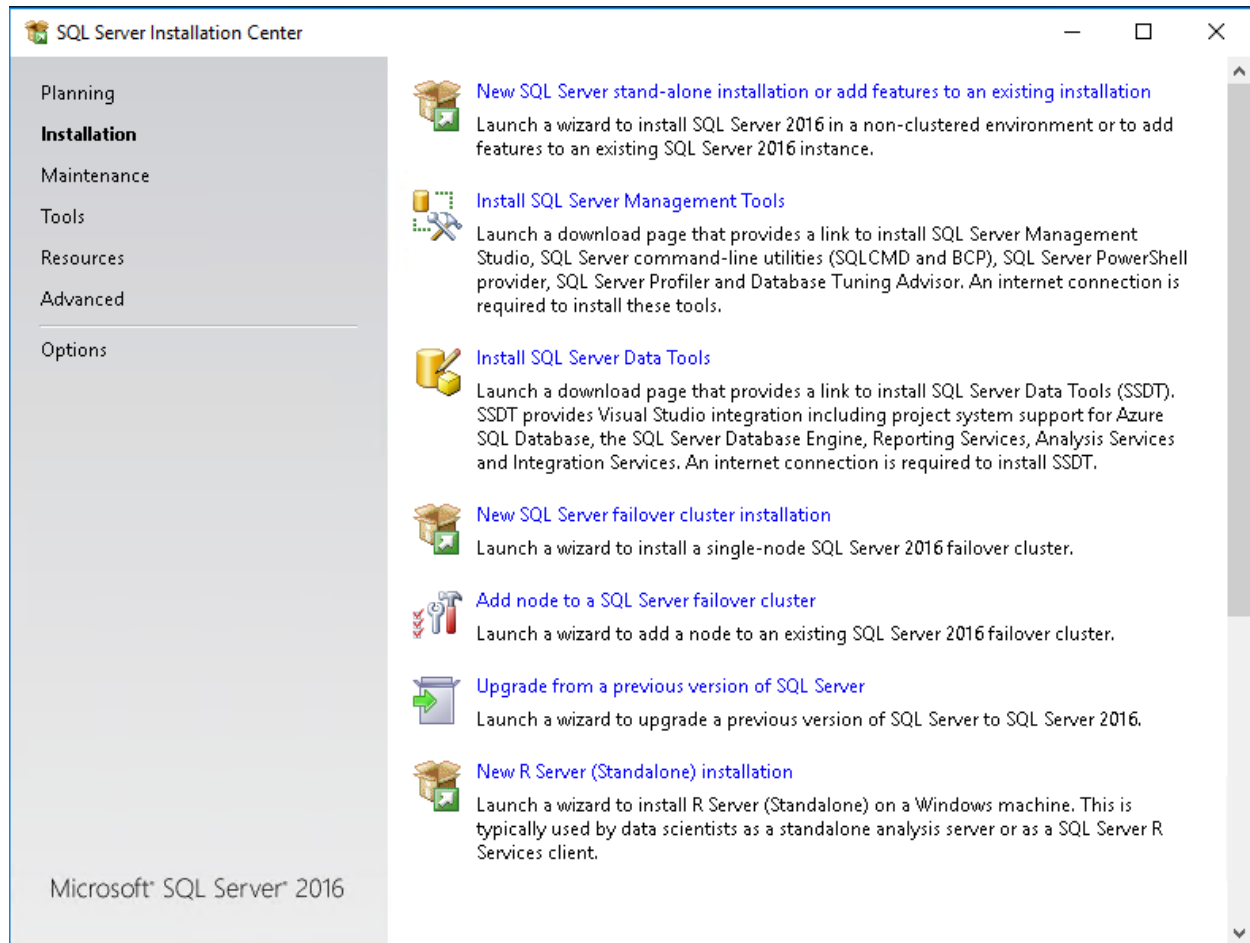 SQL Server Installation Center
Planning
Installation
Maintenance
Tools
Resources
Advanced
Options
Microsoft® SQL Server® 2016
New SQL Server stand-alone installation or add features to an existing installation
Launch a wizard to install SQL Server 2016 in a non-clustered environment or to add
features to an existing SQL Server 2016 instance.
Install SQL Server Management Tools
Launch a download page that provides a link to install SQL Server Management
Studio, SQL Server command-line utilities (SQLCMD and BCP), SQL Server PowerShell
provider, SQL Server Profiler and Database Tuning Advisor. An internet connection is
required to install these tools.
Install SQL Server Data Tools
Launch a download page that provides a link to install SQL Server Data Tools (SSDT).
SSDT provides Visual Studio integration including project system support for Azure
SQL Database, the SQL Server Database Engine, Reporting Services, Analysis Services
and Integration Services. An internet connection is required to install SSDT.
New SQL Server failover cluster installation
Launch a wizard to install a single-node SQL Server 2016 failover cluster.
Add node to a SQL Server failover cluster
Launch a wizard to add a node to an existing SQL Server 2016 failover cluster.
Upgrade from a previous version of SQL Server
Launch a wizard to upgrade a previous version of SQL Server to SQL Server 2016.
New R Server (Standalone) installation
Launch a wizard to install R Server (Standalone) on a Windows machine. This is
typically used by data scientists as a standalone analysis server or as a SQL Server R
Services client.